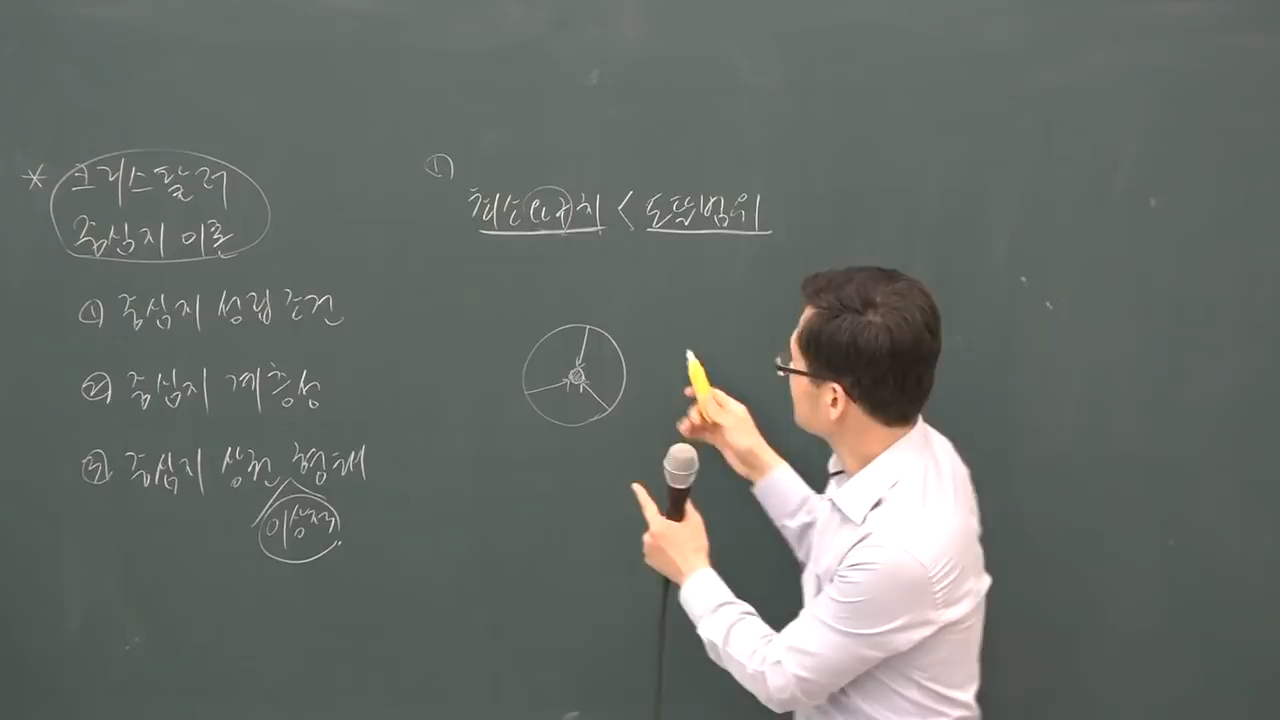 * 크리스탈러
중심지 이론
① 중심지 성립조건
② 중심지 계층성
③ 중심지 상권 형태
이상적
①
최소요구치 < 도달범위